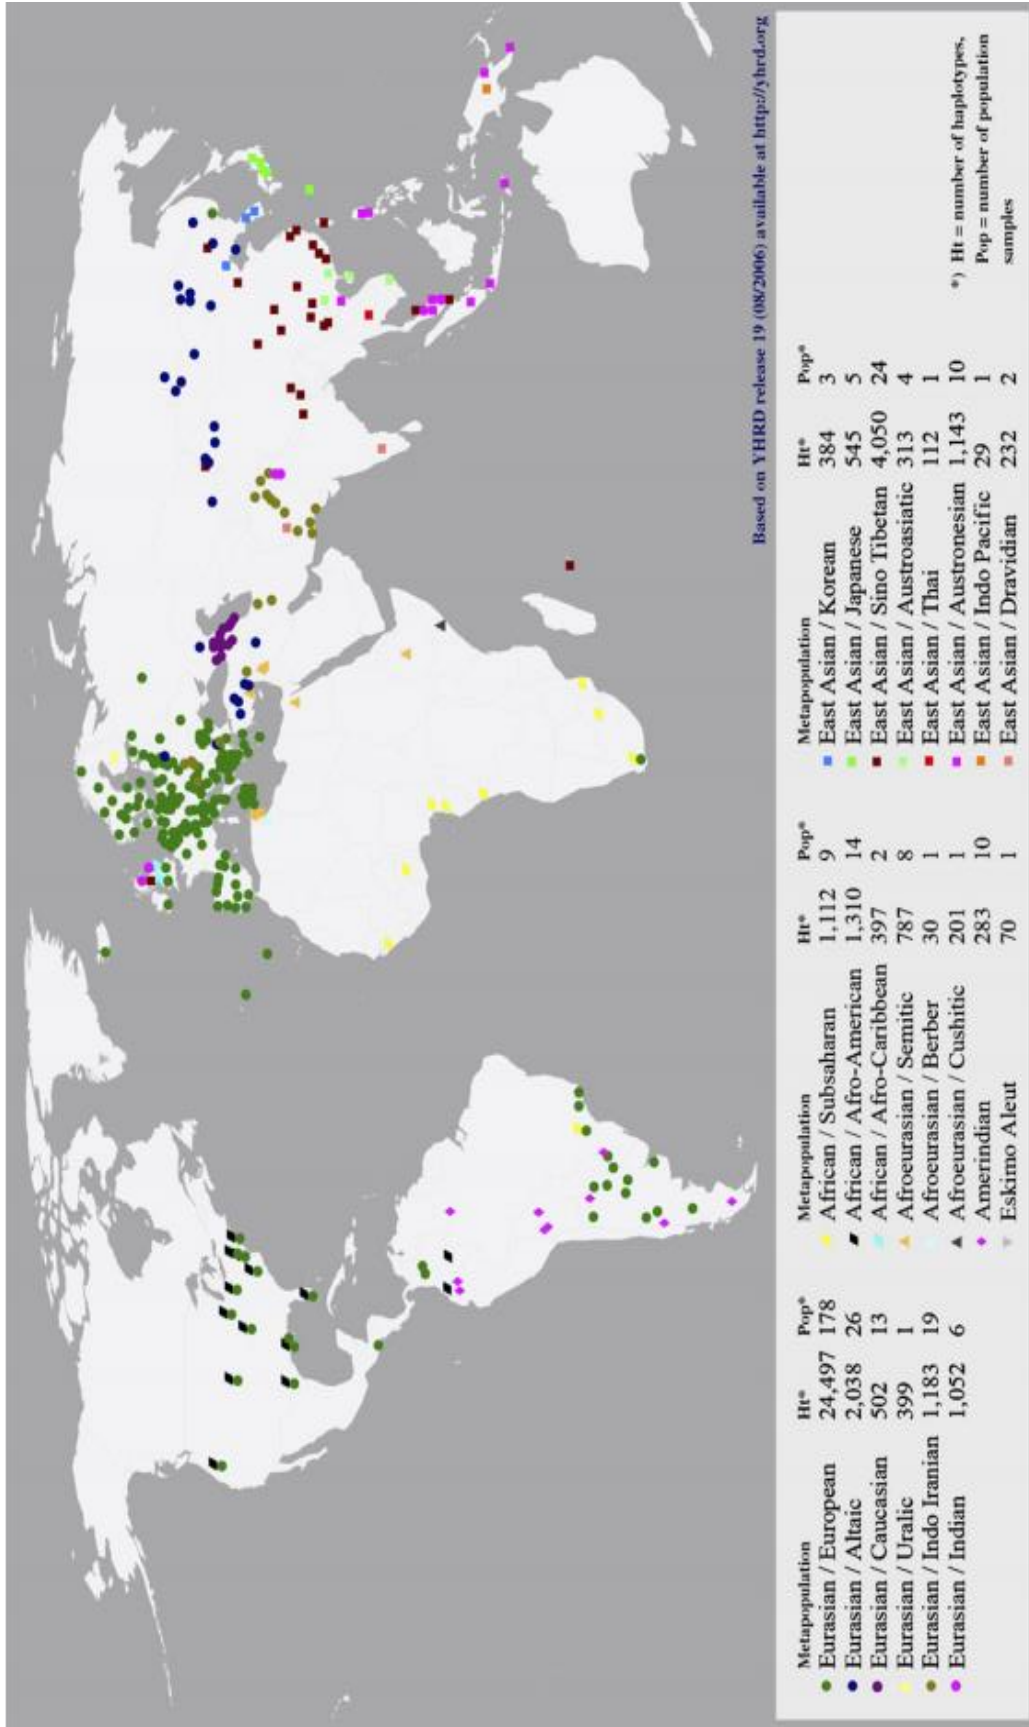 Based on YHRD release 19 (08/2006) available at http://yhrd.org
Metapopulation Ht* Pop*
Eurasian / European 24,497 178
Eurasian / Altaic 2,038 26
Eurasian / Caucasian 502 13
Eurasian / Uralic 399 1
Eurasian / Indo Iranian 1,183 19
Eurasian / Indian 1,052 6
Metapopulation Ht* Pop*
African / Subsaharan 1,112 9
African / Afro-American 1,310 14
African / Afro-Caribbean 397 2
Afroeurasian / Semitic 787 8
Afroeurasian / Berber 30 1
Afroeurasian / Cushitic 201 1
Amerindian 283 10
Eskimo Aleut 70 1
Metapopulation Ht* Pop*
East Asian / Korean 384 3
East Asian / Japanese 545 5
East Asian / Sino Tibetan 4,050 24
East Asian / Austroasiatic 313 4
East Asian / Thai 112 1
East Asian / Austronesian 1,143 10
East Asian / Indo Pacific 29 1
East Asian / Dravidian 232 2
*) Ht = number of haplotypes,
Pop = number of population
samples